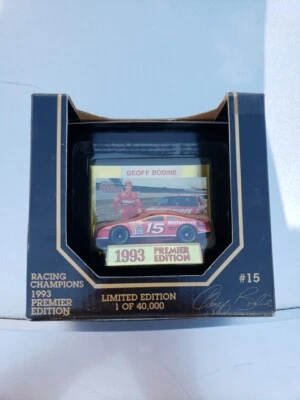 GEOFF BODINE
15
1993 PREMIER
EDITION
RACING
CHAMPIONS
1993
PREMIER
EDITION
LIMITED EDITION
1 OF 40,000
#15